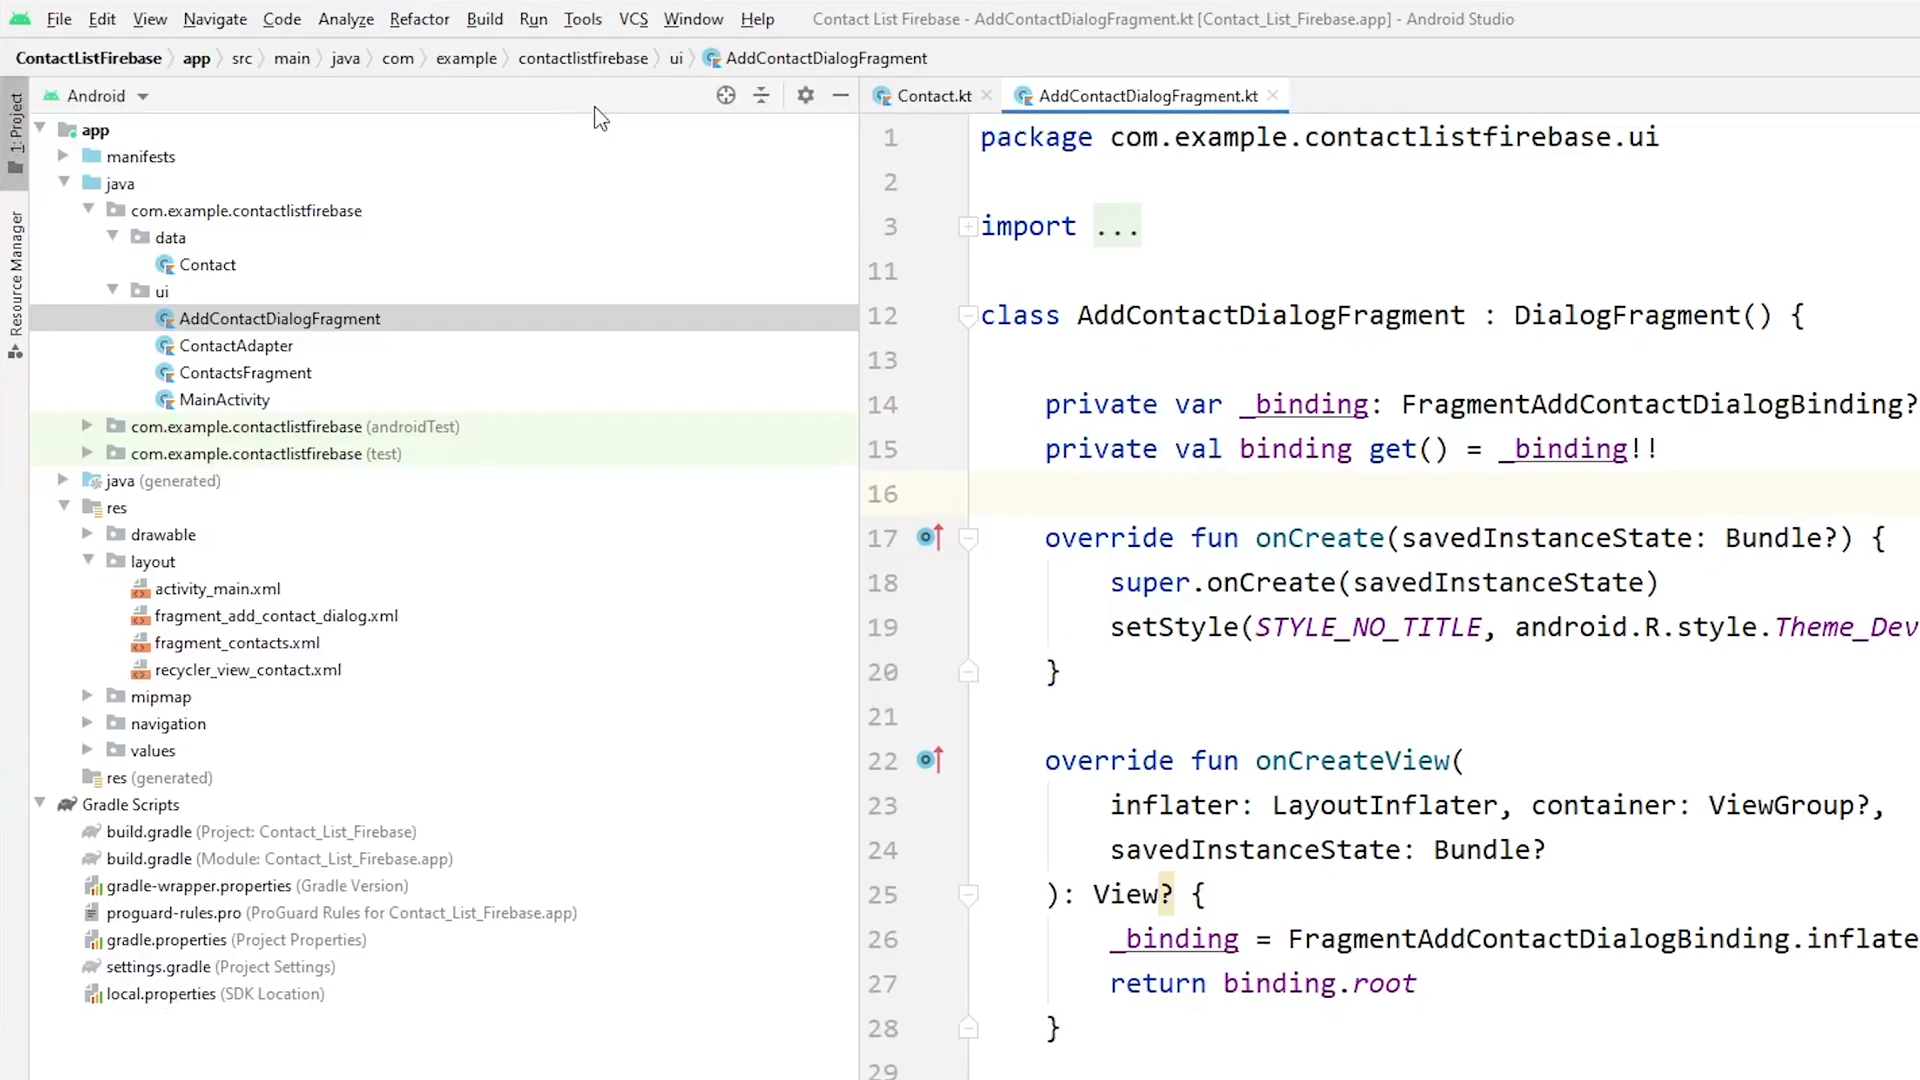 File Edit View Navigate Code Analyze Refactor Build Run Tools VCS Window Help Contact List Firebase - AddContactDialogFragment.kt [Contact_List_Firebase.app] - Android Studio
ContactListFirebase app src main java com example contactlistfirebase ui AddContactDialogFragment
1: Project
Resource Manager
Android
app
manifests
java
com.example.contactlistfirebase
data
Contact
ui
AddContactDialogFragment
ContactAdapter
ContactsFragment
MainActivity
com.example.contactlistfirebase (androidTest)
com.example.contactlistfirebase (test)
java (generated)
res
drawable
layout
activity_main.xml
fragment_add_contact_dialog.xml
fragment_contacts.xml
recycler_view_contact.xml
mipmap
navigation
values
res (generated)
Gradle Scripts
build.gradle (Project: Contact_List_Firebase)
build.gradle (Module: Contact_List_Firebase.app)
gradle-wrapper.properties (Gradle Version)
proguard-rules.pro (ProGuard Rules for Contact_List_Firebase.app)
gradle.properties (Project Properties)
settings.gradle (Project Settings)
local.properties (SDK Location)
Contact.kt AddContactDialogFragment.kt
1 package com.example.contactlistfirebase.ui
2
3 import ...
11
12 class AddContactDialogFragment : DialogFragment() {
13
14 private var _binding: FragmentAddContactDialogBinding?
15 private val binding get() = _binding!!
16
17 override fun onCreate(savedInstanceState: Bundle?) {
18 super.onCreate(savedInstanceState)
19 setStyle(STYLE_NO_TITLE, android.R.style.Theme_Dev
20 }
21
22 override fun onCreateView(
23 inflater: LayoutInflater, container: ViewGroup?,
24 savedInstanceState: Bundle?
25 ): View? {
26 _binding = FragmentAddContactDialogBinding.inflate
27 return binding.root
28 }
29